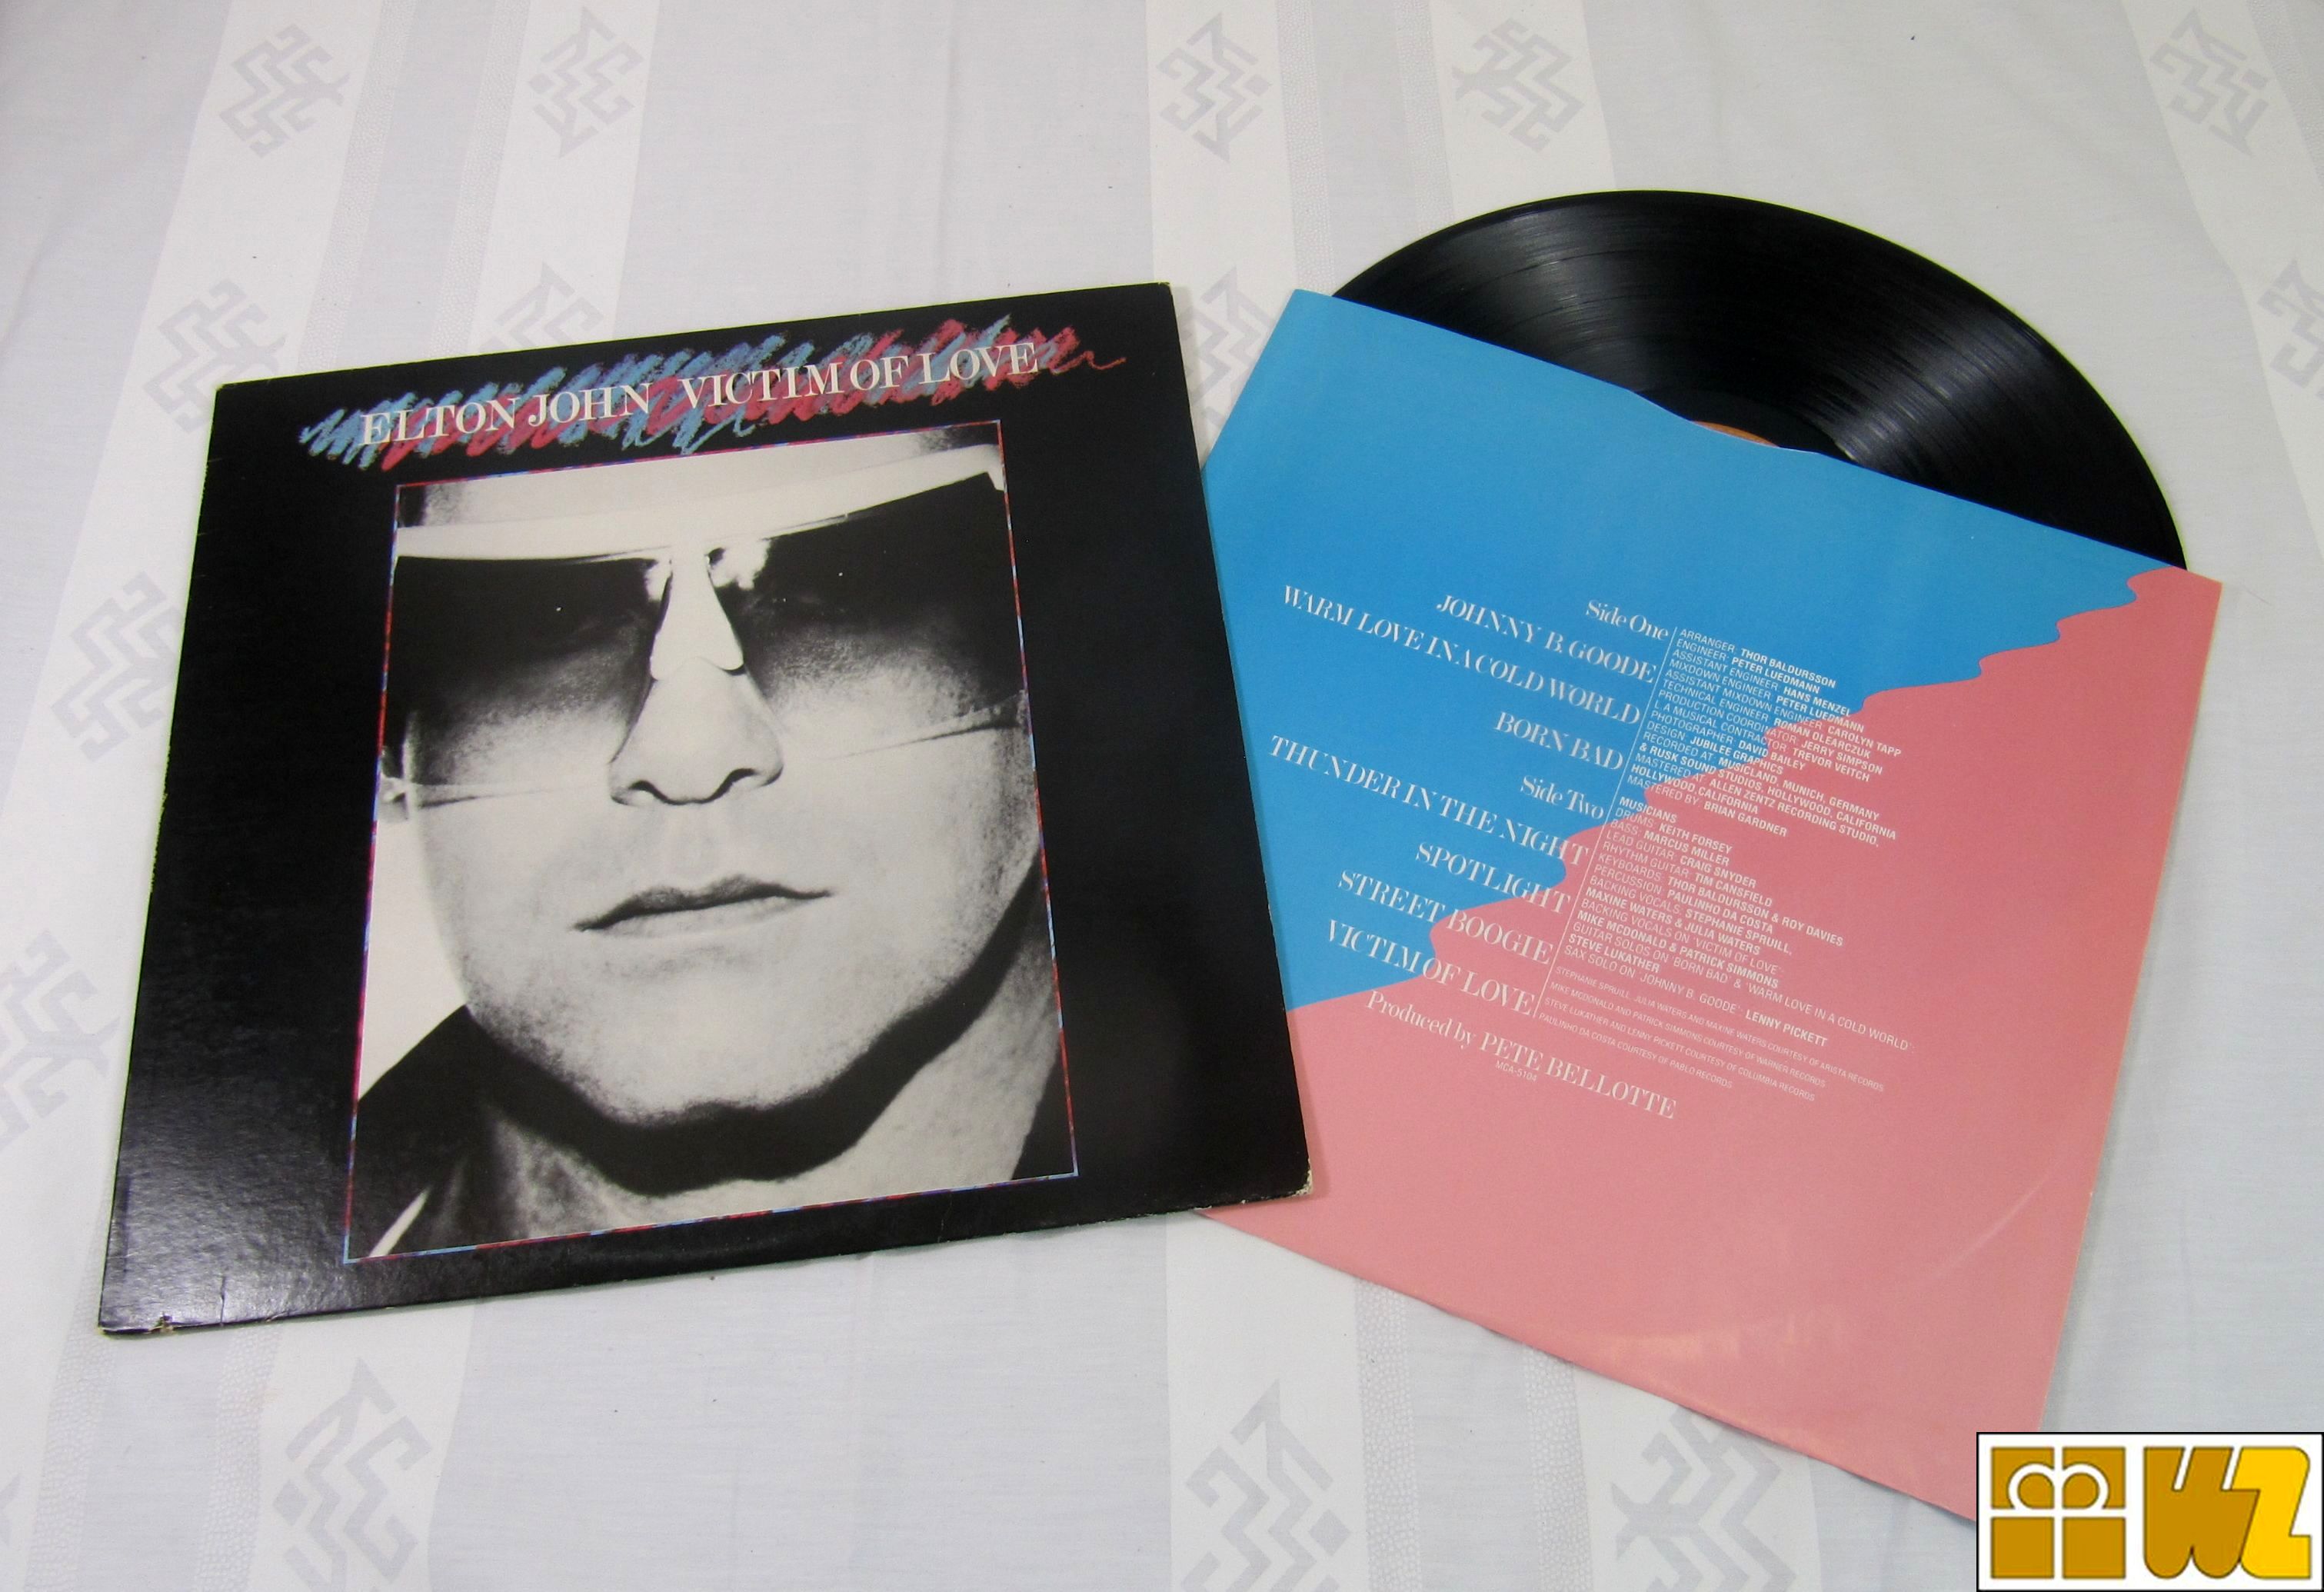 ELTON JOHN VICTIM OF LOVE
Side One
JOHNNY B. GOODE
WARM LOVE IN A COLD WORLD
BORN BAD
Side Two
THUNDER IN THE NIGHT
SPOTLIGHT
STREET BOOGIE
VICTIM OF LOVE
Produced by PETE BELLOTTE
MCA-5104
ARRANGER: THOR BALDURSSON
ENGINEER: PETER LUEDMANN
ASSISTANT ENGINEER: HANS MENZEL
MIXDOWN ENGINEER: PETER LUEDMANN
ASSISTANT MIXDOWN ENGINEER: CAROLYN TAPP
TECHNICAL ENGINEER: ROMAN OLEARCZUK
PRODUCTION COORDINATOR: JERRY SIMPSON
L.A MUSICAL CONTRACTOR: TREVOR VEITCH
PHOTOGRAPHER: DAVID BAILEY
DESIGN: JUBILEE GRAPHICS
RECORDED AT: MUSICLAND, MUNICH, GERMANY
& RUSK SOUND STUDIOS, HOLLYWOOD, CALIFORNIA
MASTERED AT: ALLEN ZENTZ RECORDING STUDIO,
HOLLYWOOD, CALIFORNIA
MASTERED BY: BRIAN GARDNER
MUSICIANS
DRUMS: KEITH FORSEY
BASS: MARCUS MILLER
LEAD GUITAR: CRAIG SNYDER
RHYTHM GUITAR: TIM CANSFIELD
KEYBOARDS: THOR BALDOURSSON & ROY DAVIES
PERCUSSION: PAULINHO DA COSTA
BACKING VOCALS: STEPHANIE SPRUILL,
MAXINE WATERS & JULIA WATERS
BACKING VOCALS ON 'VICTIM OF LOVE':
MIKE MCDONALD & PATRICK SIMMONS
GUITAR SOLOS ON 'BORN BAD' & 'WARM LOVE IN A COLD WORLD':
STEVE LUKATHER
SAX SOLO ON 'JOHNNY B. GOODE': LENNY PICKETT
STEPHANIE SPRUILL, JULIA WATERS AND MAXINE WATERS COURTESY OF ARISTA RECORDS
MIKE MCDONALD AND PATRICK SIMMONS COURTESY OF WARNER RECORDS
STEVE LUKATHER AND LENNY PICKETT COURTESY OF COLUMBIA RECORDS
PAULINHO DA COSTA COURTESY OF PABLO RECORDS
WZ